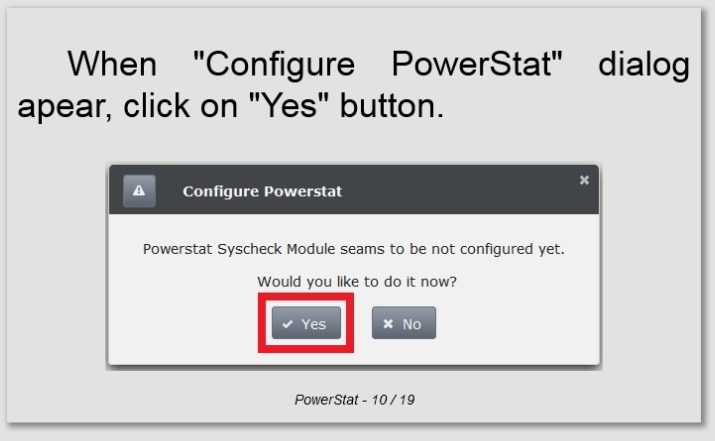 When "Configure PowerStat" dialog
apear, click on "Yes" button.
Configure Powerstat
Powerstat Syscheck Module seams to be not configured yet.
Would you like to do it now?
Yes
No
PowerStat - 10 / 19